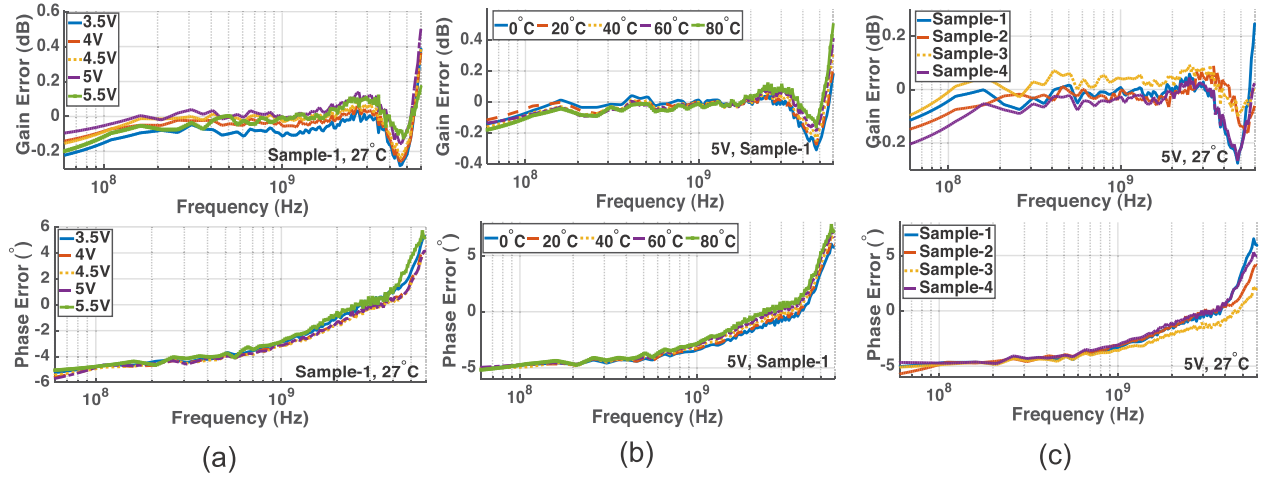 Gain Error (dB)
0.6
0.4
0.2
0
-0.2
3.5V
4V
4.5V
5V
5.5V
Sample-1, 27°C
10^8
10^9
Frequency (Hz)
Gain Error (dB)
0.6
0.4
0.2
0
-0.2
-0.4
0°C 20°C 40°C 60°C 80°C
5V, Sample-1
10^8
10^9
Frequency (Hz)
Gain Error (dB)
0.2
0
0.2
Sample-1
Sample-2
Sample-3
Sample-4
5V, 27°C
10^8
10^9
Frequency (Hz)
Phase Error (°)
6
4
2
0
-2
-4
-6
3.5V
4V
4.5V
5V
5.5V
Sample-1, 27°C
10^8
10^9
Frequency (Hz)
Phase Error (°)
5
0
-5
0°C 20°C 40°C 60°C 80°C
5V, Sample-1
10^8
10^9
Frequency (Hz)
Phase Error (°)
5
0
-5
Sample-1
Sample-2
Sample-3
Sample-4
5V, 27°C
10^8
10^9
Frequency (Hz)
(a)
(b)
(c)